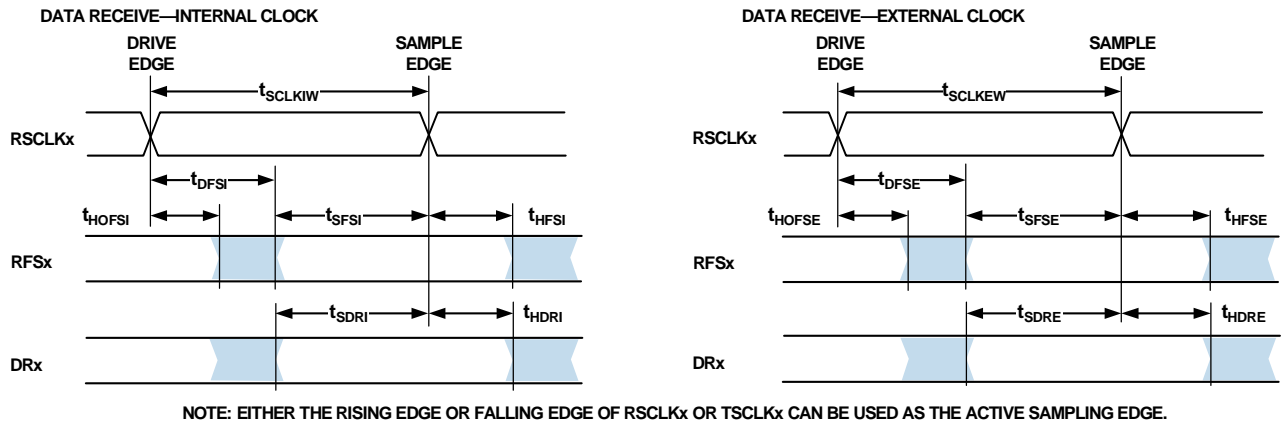 DATA RECEIVE—INTERNAL CLOCK
DRIVE EDGE
SAMPLE EDGE
tSCLKIW
RSCLKx
tDFSI
tHOFSI
tSFSI
tHFSI
RFSx
tSDRI
tHDRI
DRx
DATA RECEIVE—EXTERNAL CLOCK
DRIVE EDGE
SAMPLE EDGE
tSCLKEW
RSCLKx
tDFSE
tHOFSE
tSFSE
tHFSE
RFSx
tSDRE
tHDRE
DRx
NOTE: EITHER THE RISING EDGE OR FALLING EDGE OF RSCLKx OR TSCLKx CAN BE USED AS THE ACTIVE SAMPLING EDGE.